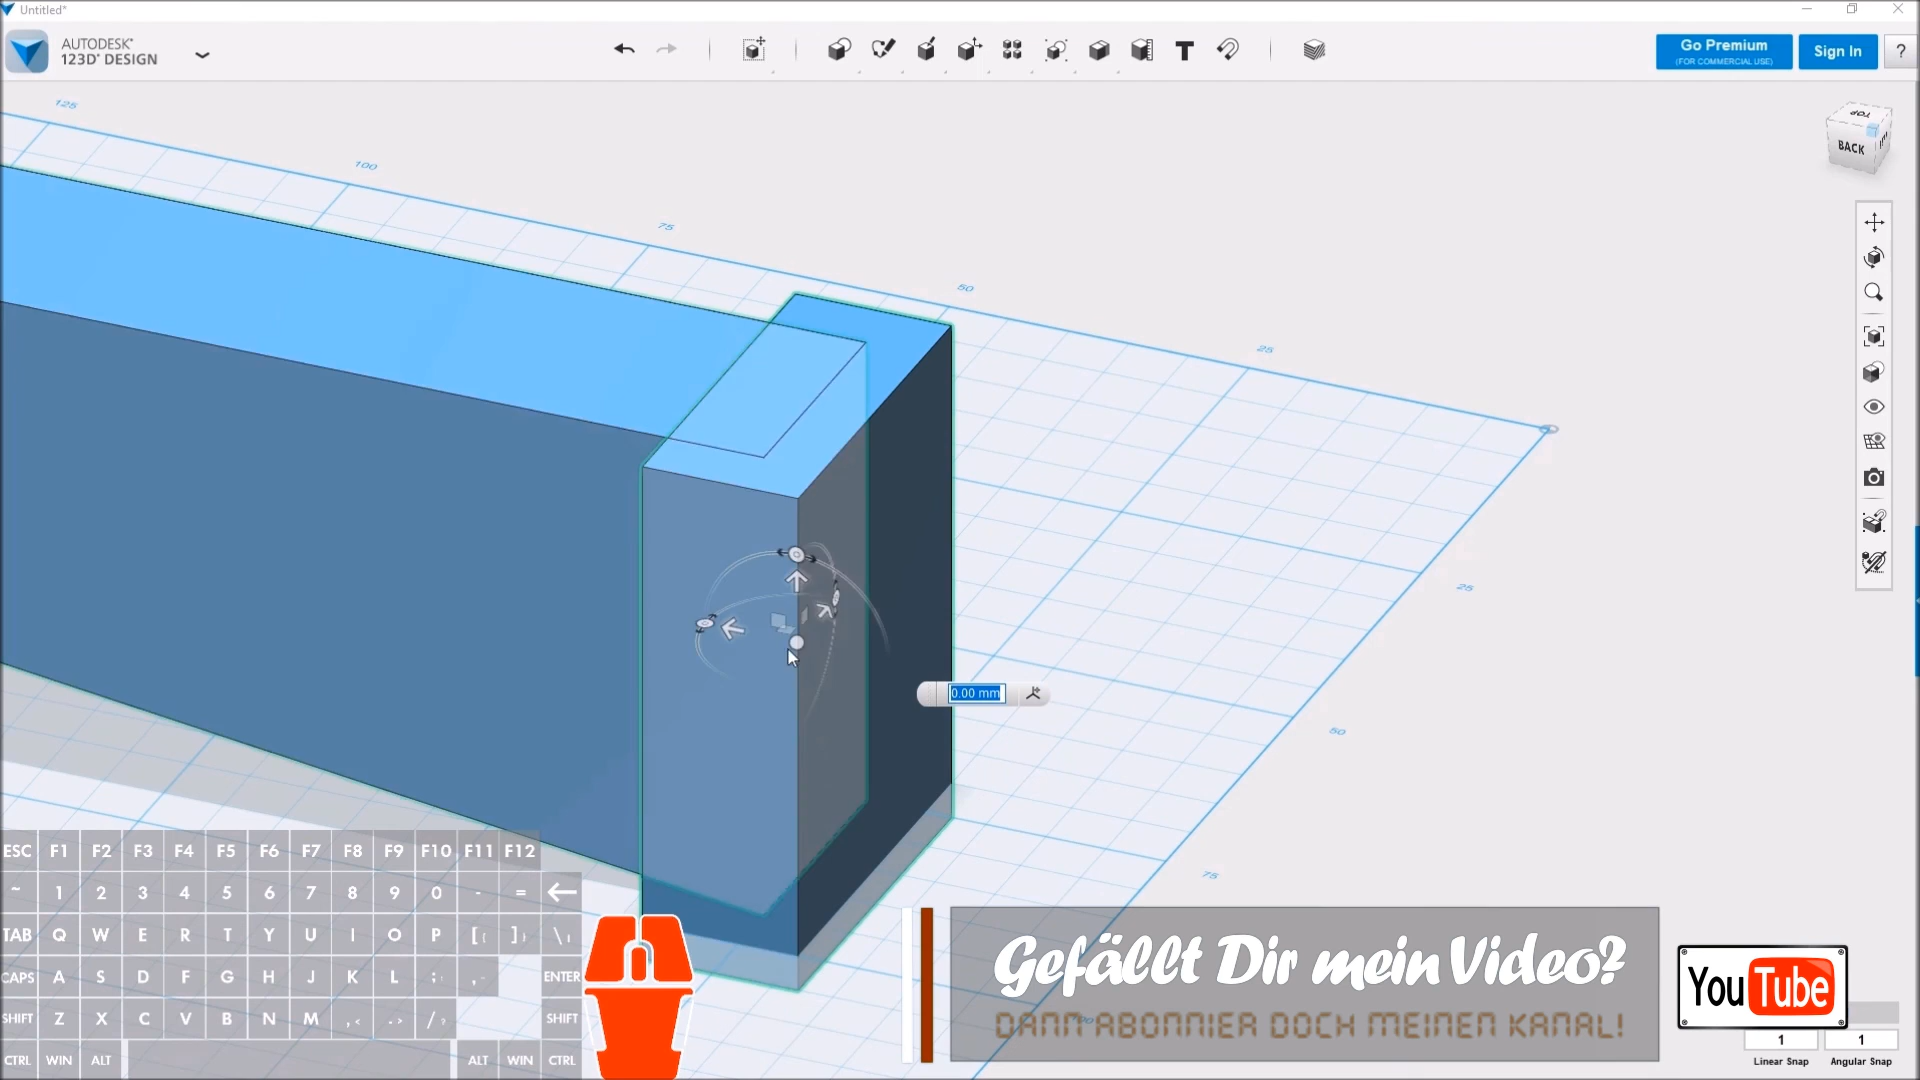 Untitled*
AUTODESK®
123D® DESIGN
Go Premium
(FOR COMMERCIAL USE)
Sign In
?
TOP
BACK
125
100
75
50
25
25
50
75
0.00 mm
ESC F1 F2 F3 F4 F5 F6 F7 F8 F9 F10 F11 F12
~ 1 2 3 4 5 6 7 8 9 0 - =
TAB Q W E R T Y U I O P [{ ]} \|
CAPS A S D F G H J K L ; , ENTER
SHIFT Z X C V B N M ,< .> /? SHIFT
CTRL WIN ALT ALT WIN CTRL
Gefällt Dir mein Video?
DANN ABONNIER DOCH MEINEN KANAL!
YouTube
1 1
Linear Snap Angular Snap